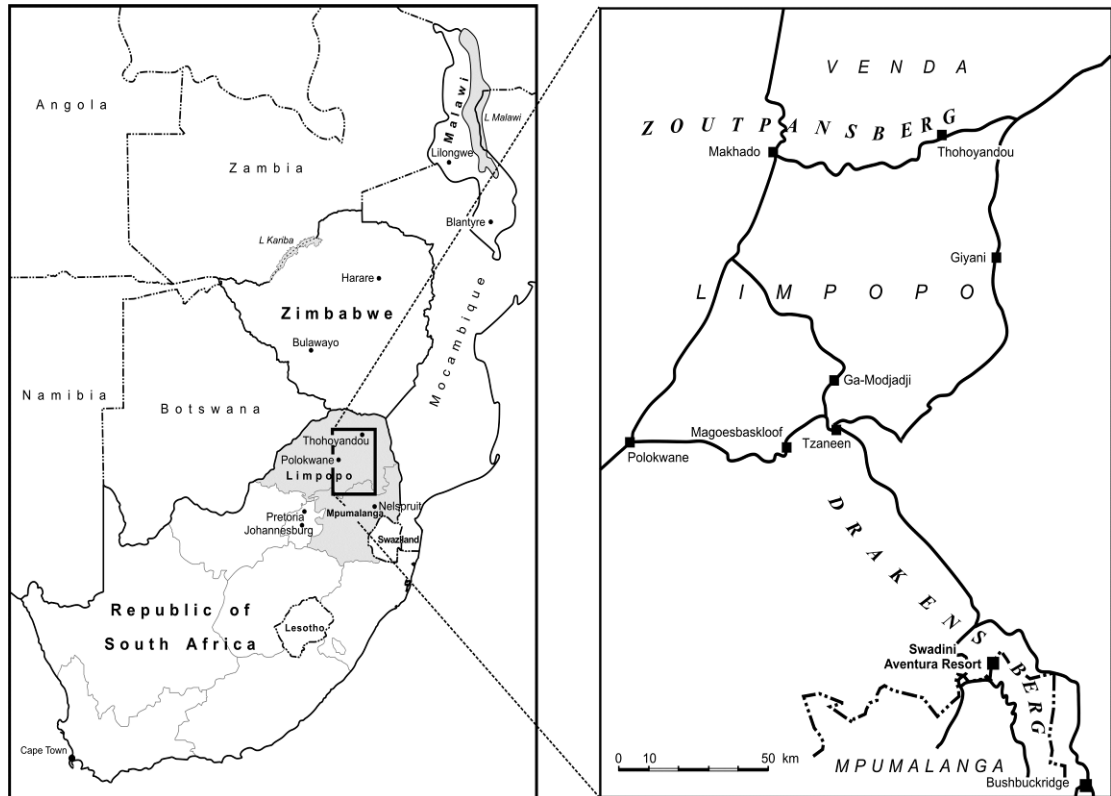 Angola
Zambia
Malawi
L Malawi
Lilongwe
Blantyre
L Kariba
Harare
Zimbabwe
Bulawayo
Mocambique
Namibia
Botswana
Thohoyandou
Polokwane
Limpopo
Nelspruit
Mpumalanga
Pretoria
Johannesburg
Swaziland
Republic of
South Africa
Lesotho
Cape Town
VENDA
ZOUTPANSBERG
Makhado
Thohoyandou
Giyani
LIMPOPO
Ga-Modjadji
Magoesbaskloof
Tzaneen
Polokwane
DRAKENSBERG
Swadini
Aventura Resort
0 10 50 km
MPUMALANGA
Bushbuckridge